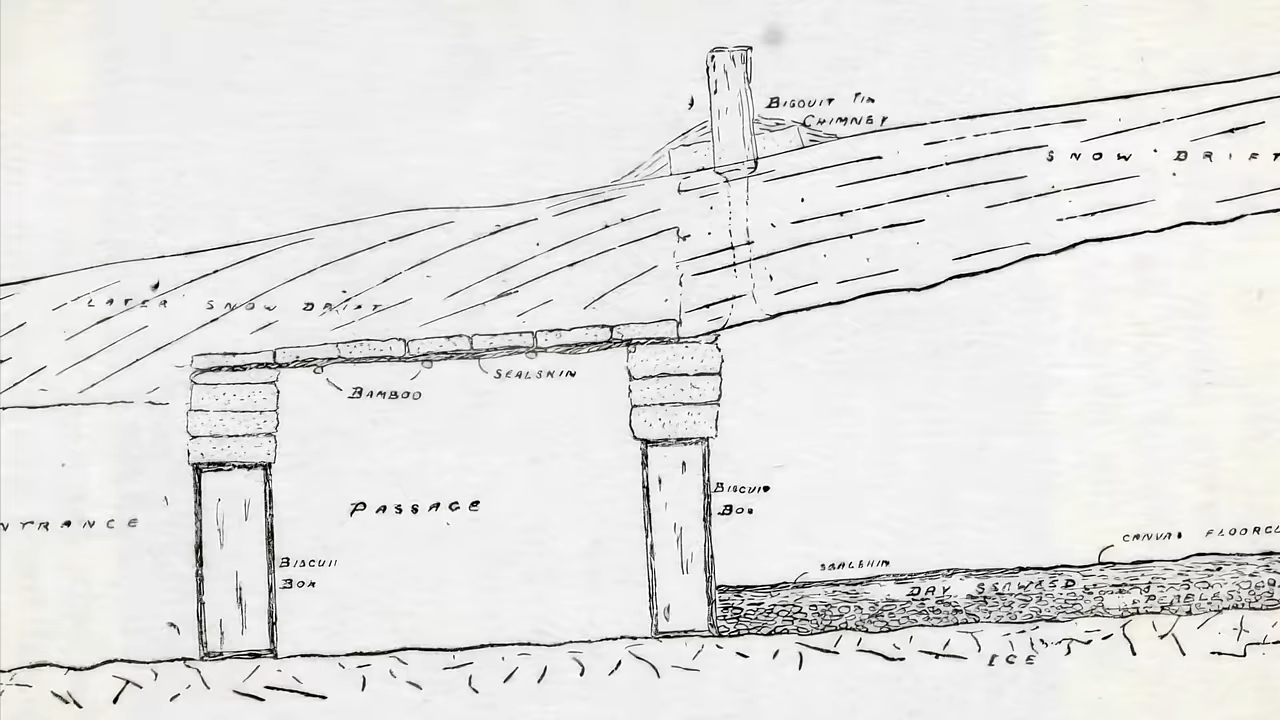 BISCUIT TIN
CHIMNEY
SNOW DRIFT
LATER SNOW DRIFT
SEALSKIN
BAMBOO
BISCUIT
BOX
PASSAGE
NTRANCE
CANVAS FLOORCL
BISCUIT
BOX
SEALSKIN
DRY SEAWEED
ICE